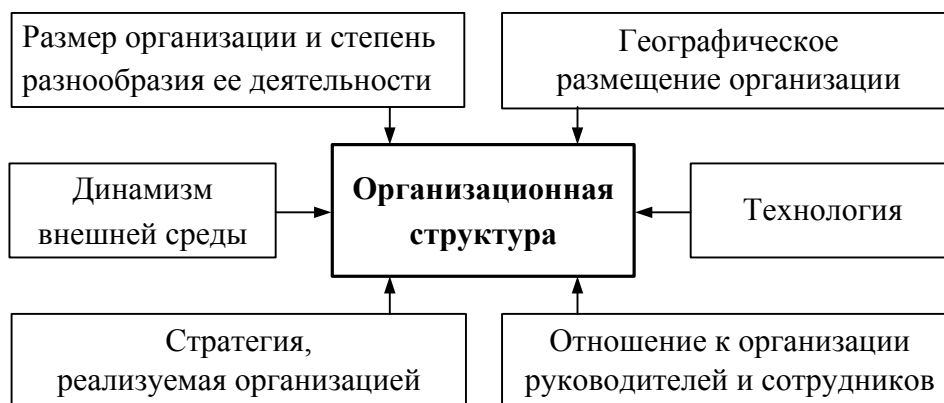 Размер организации и степень
разнообразия ее деятельности
Географическое
размещение организации
Динамизм
внешней среды
Организационная
структура
Технология
Стратегия,
реализуемая организацией
Отношение к организации
руководителей и сотрудников